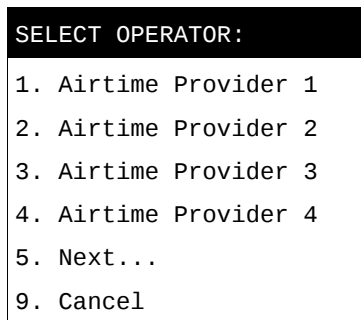 SELECT OPERATOR:
1. Airtime Provider 1
2. Airtime Provider 2
3. Airtime Provider 3
4. Airtime Provider 4
5. Next...
9. Cancel